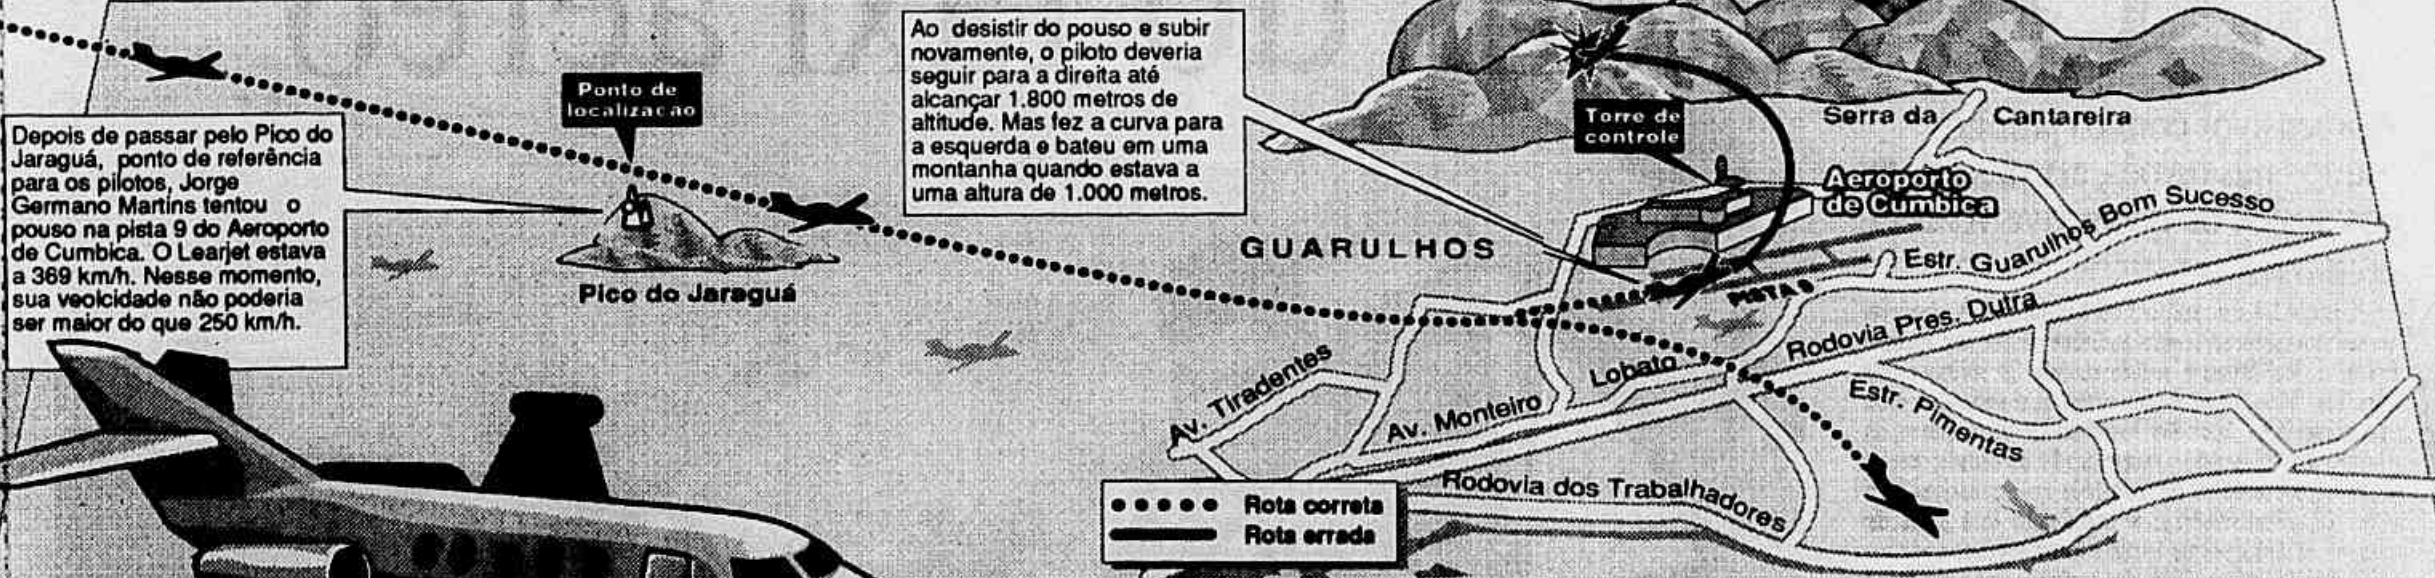 Depois de passar pelo Pico do
Jaraguá, ponto de referência
para os pilotos, Jorge
Germano Martins tentou o
pouso na pista 9 do Aeroporto
de Cumbica. O Learjet estava
a 369 km/h. Nesse momento,
sua veolcidade não poderia
ser maior do que 250 km/h.
Ponto de
localizacao
Pico do Jaraguá
Ao desistir do pouso e subir
novamente, o piloto deveria
seguir para a direita até
alcançar 1.800 metros de
altitude. Mas fez a curva para
a esquerda e bateu em uma
montanha quando estava a
uma altura de 1.000 metros.
Torre de
controle
Serra da Cantareira
Aeroporto
de Cumbica
GUARULHOS
PISTA 9
Estr. Guarulhos Bom Sucesso
Rodovia Pres. Dutra
Av. Tiradentes
Av. Monteiro Lobato
Estr. Pimentas
Rodovia dos Trabalhadores
Rota correta
Rota errada